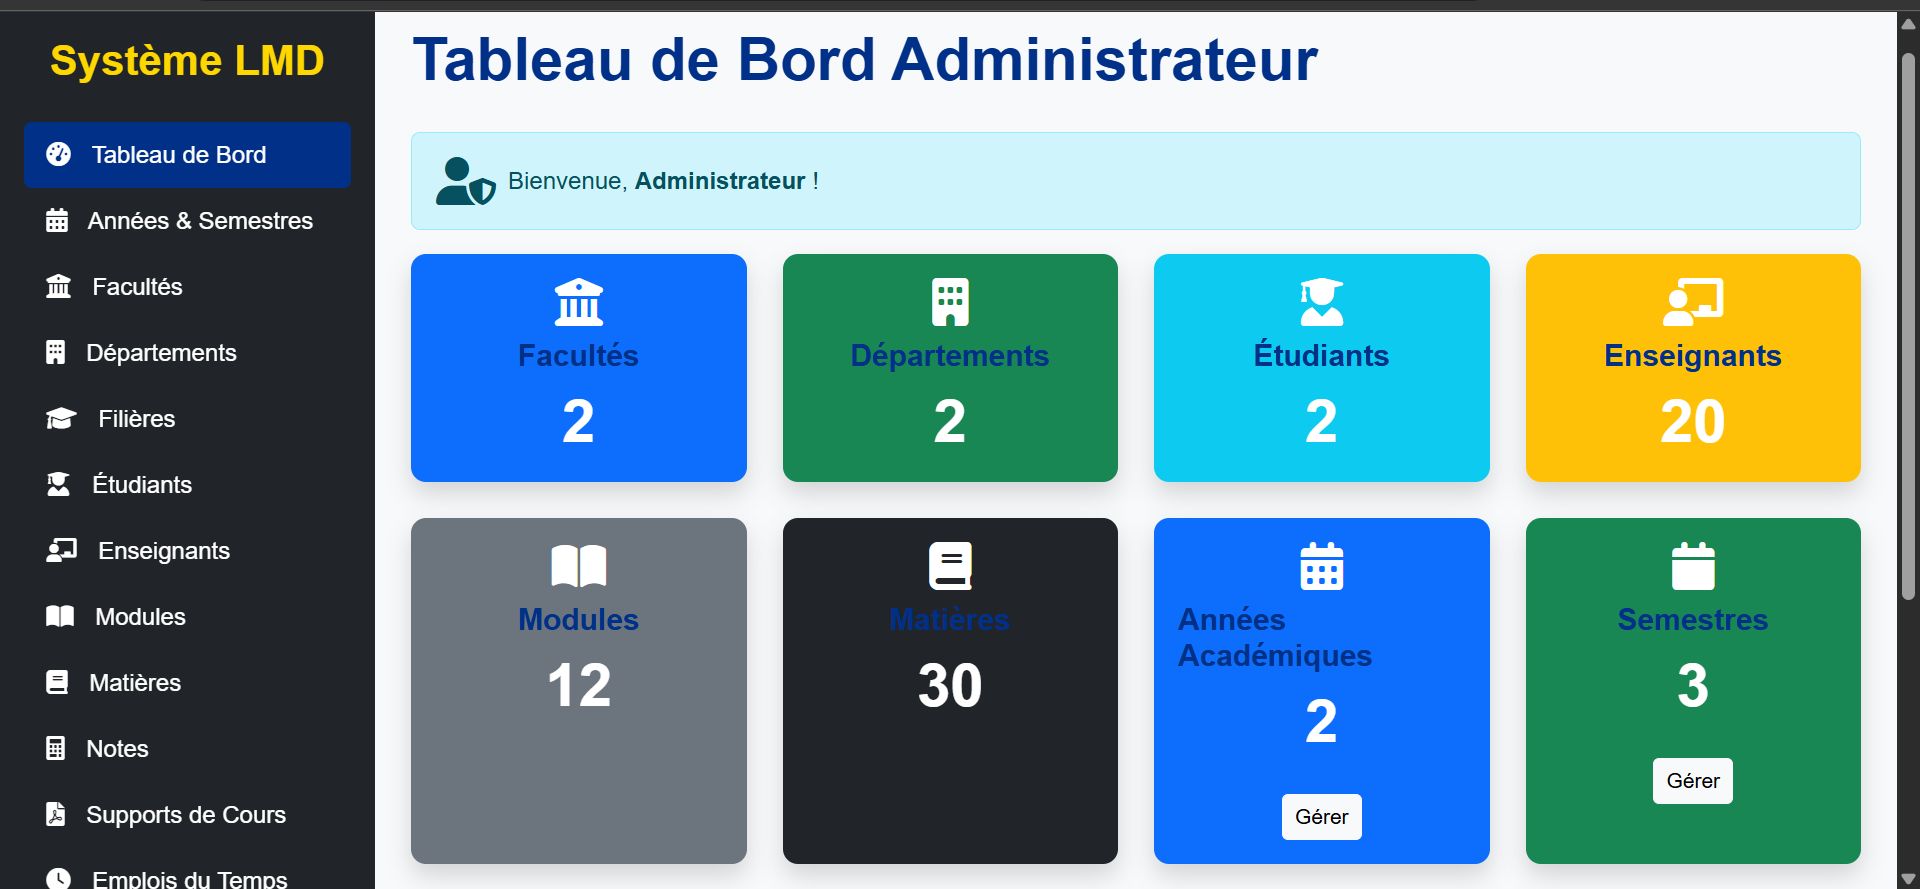 Système LMD
Tableau de Bord
Années & Semestres
Facultés
Départements
Filières
Étudiants
Enseignants
Modules
Matières
Notes
Supports de Cours
Emplois du Temps
Tableau de Bord Administrateur
Bienvenue, Administrateur !
Facultés
2
Départements
2
Étudiants
2
Enseignants
20
Modules
12
Matières
30
Années
Académiques
2
Gérer
Semestres
3
Gérer